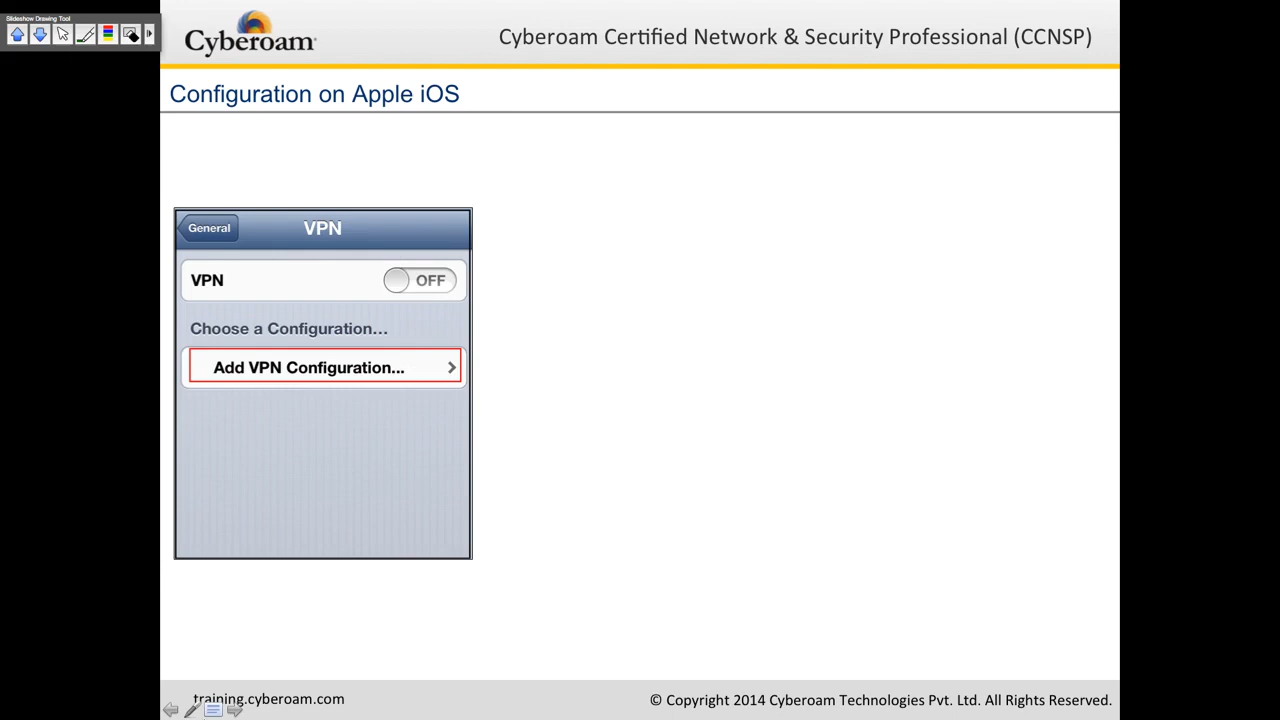 Slideshow Drawing Tool
Cyberoam
Cyberoam Certified Network & Security Professional (CCNSP)
Configuration on Apple iOS
General
VPN
VPN
OFF
Choose a Configuration...
Add VPN Configuration...
training.cyberoam.com
© Copyright 2014 Cyberoam Technologies Pvt. Ltd. All Rights Reserved.